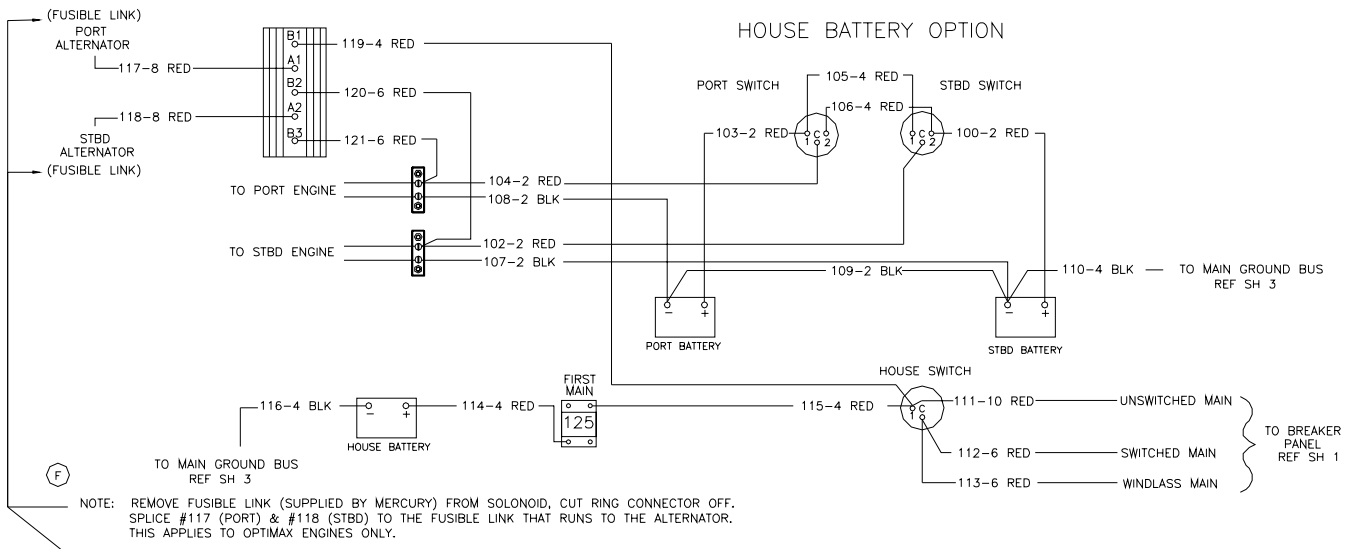 HOUSE BATTERY OPTION
(FUSIBLE LINK)
PORT
ALTERNATOR
117-8 RED
118-8 RED
STBD
ALTERNATOR
(FUSIBLE LINK)
B1
A1
B2
A2
B3
119-4 RED
120-6 RED
121-6 RED
PORT SWITCH
105-4 RED
STBD SWITCH
106-4 RED
103-2 RED
1 C 2
1 C 2
100-2 RED
TO PORT ENGINE
104-2 RED
108-2 BLK
TO STBD ENGINE
102-2 RED
107-2 BLK
109-2 BLK
110-4 BLK
TO MAIN GROUND BUS
REF SH 3
- +
PORT BATTERY
- +
STBD BATTERY
HOUSE SWITCH
FIRST
MAIN
125
116-4 BLK
- +
HOUSE BATTERY
114-4 RED
115-4 RED
1 C
111-10 RED
UNSWITCHED MAIN
112-6 RED
SWITCHED MAIN
113-6 RED
WINDLASS MAIN
TO BREAKER
PANEL
REF SH 1
TO MAIN GROUND BUS
REF SH 3
F
NOTE: REMOVE FUSIBLE LINK (SUPPLIED BY MERCURY) FROM SOLONOID, CUT RING CONNECTOR OFF.
SPLICE #117 (PORT) & #118 (STBD) TO THE FUSIBLE LINK THAT RUNS TO THE ALTERNATOR.
THIS APPLIES TO OPTIMAX ENGINES ONLY.